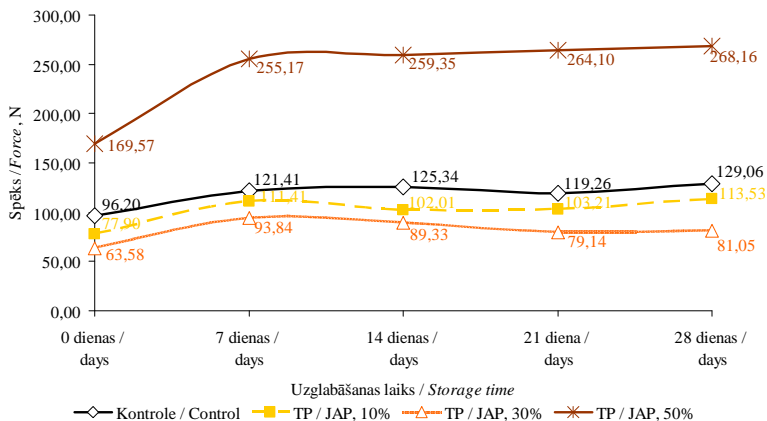 300,00
250,00
200,00
150,00
100,00
50,00
0,00
Spēks / Force, N
169,57
255,17
259,35
264,10
268,16
96,20
121,41
125,34
119,26
129,06
77,90
111,41
102,01
103,21
113,53
63,58
93,84
89,33
79,14
81,05
0 dienas / days
7 dienas / days
14 dienas / days
21 diena / days
28 dienas / days
Uzglabāšanas laiks / Storage time
Kontrole / Control
TP / JAP, 10%
TP / JAP, 30%
TP / JAP, 50%